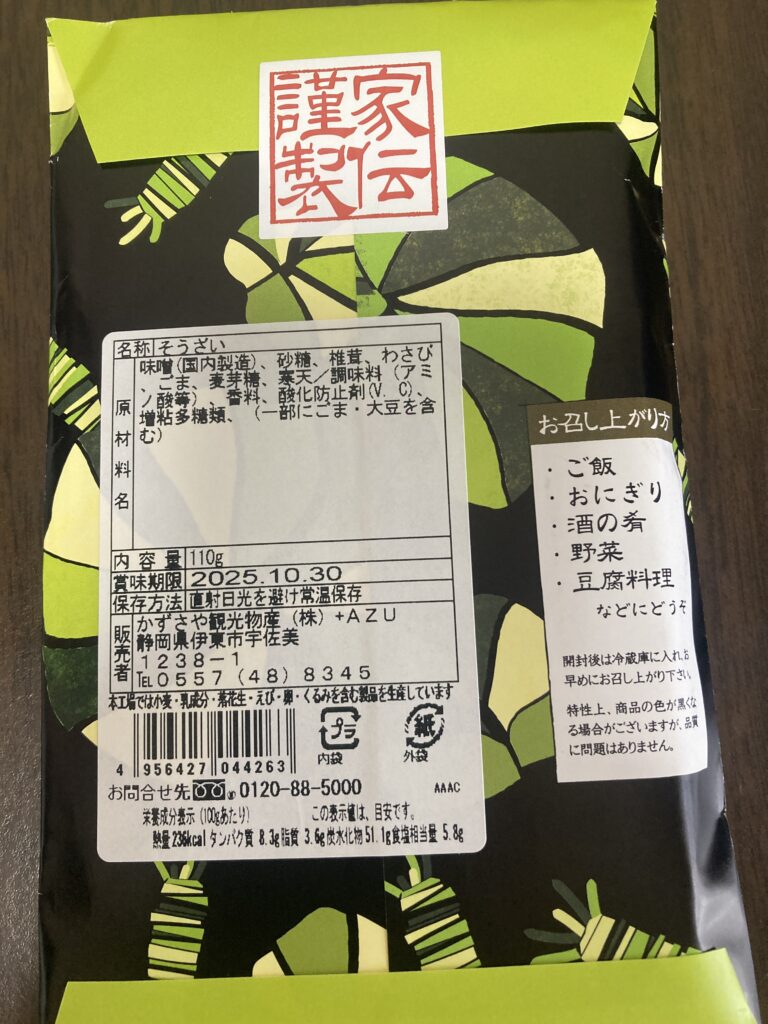 家伝
謹製
名称 そうざい
原材料名
味噌(国内製造)、砂糖、椎茸、わさび
、ごま、麦芽糖、寒天／調味料（アミ
ノ酸等）、香料、酸化防止剤(V.C)、
増粘多糖類、（一部にごま・大豆を含
む)
内容量 110g
賞味期限 2025.10.30
保存方法 直射日光を避け常温保存
販売者
かずさや観光物産（株）+AZU
静岡県伊東市宇佐美
1238-1
TEL0557（48）8345
本工場では小麦・乳成分・落花生・えび・卵・くるみを含む製品を生産しています
4 956427 044263
プラ
内袋
紙
外袋
お問合せ先 0120-88-5000
AAAC
栄養成分表示（100gあたり） この表示値は、目安です。
熱量236kcal タンパク質 8.3g 脂質 3.6g 炭水化物 51.1g 食塩相当量 5.8g
お召し上がり方
・ご飯
・おにぎり
・酒の肴
・野菜
・豆腐料理
などにどうぞ
開封後は冷蔵庫に入れ、お
早めにお召し上がり下さい。
特性上、商品の色が黒くな
る場合がございますが、品質
に問題はありません。